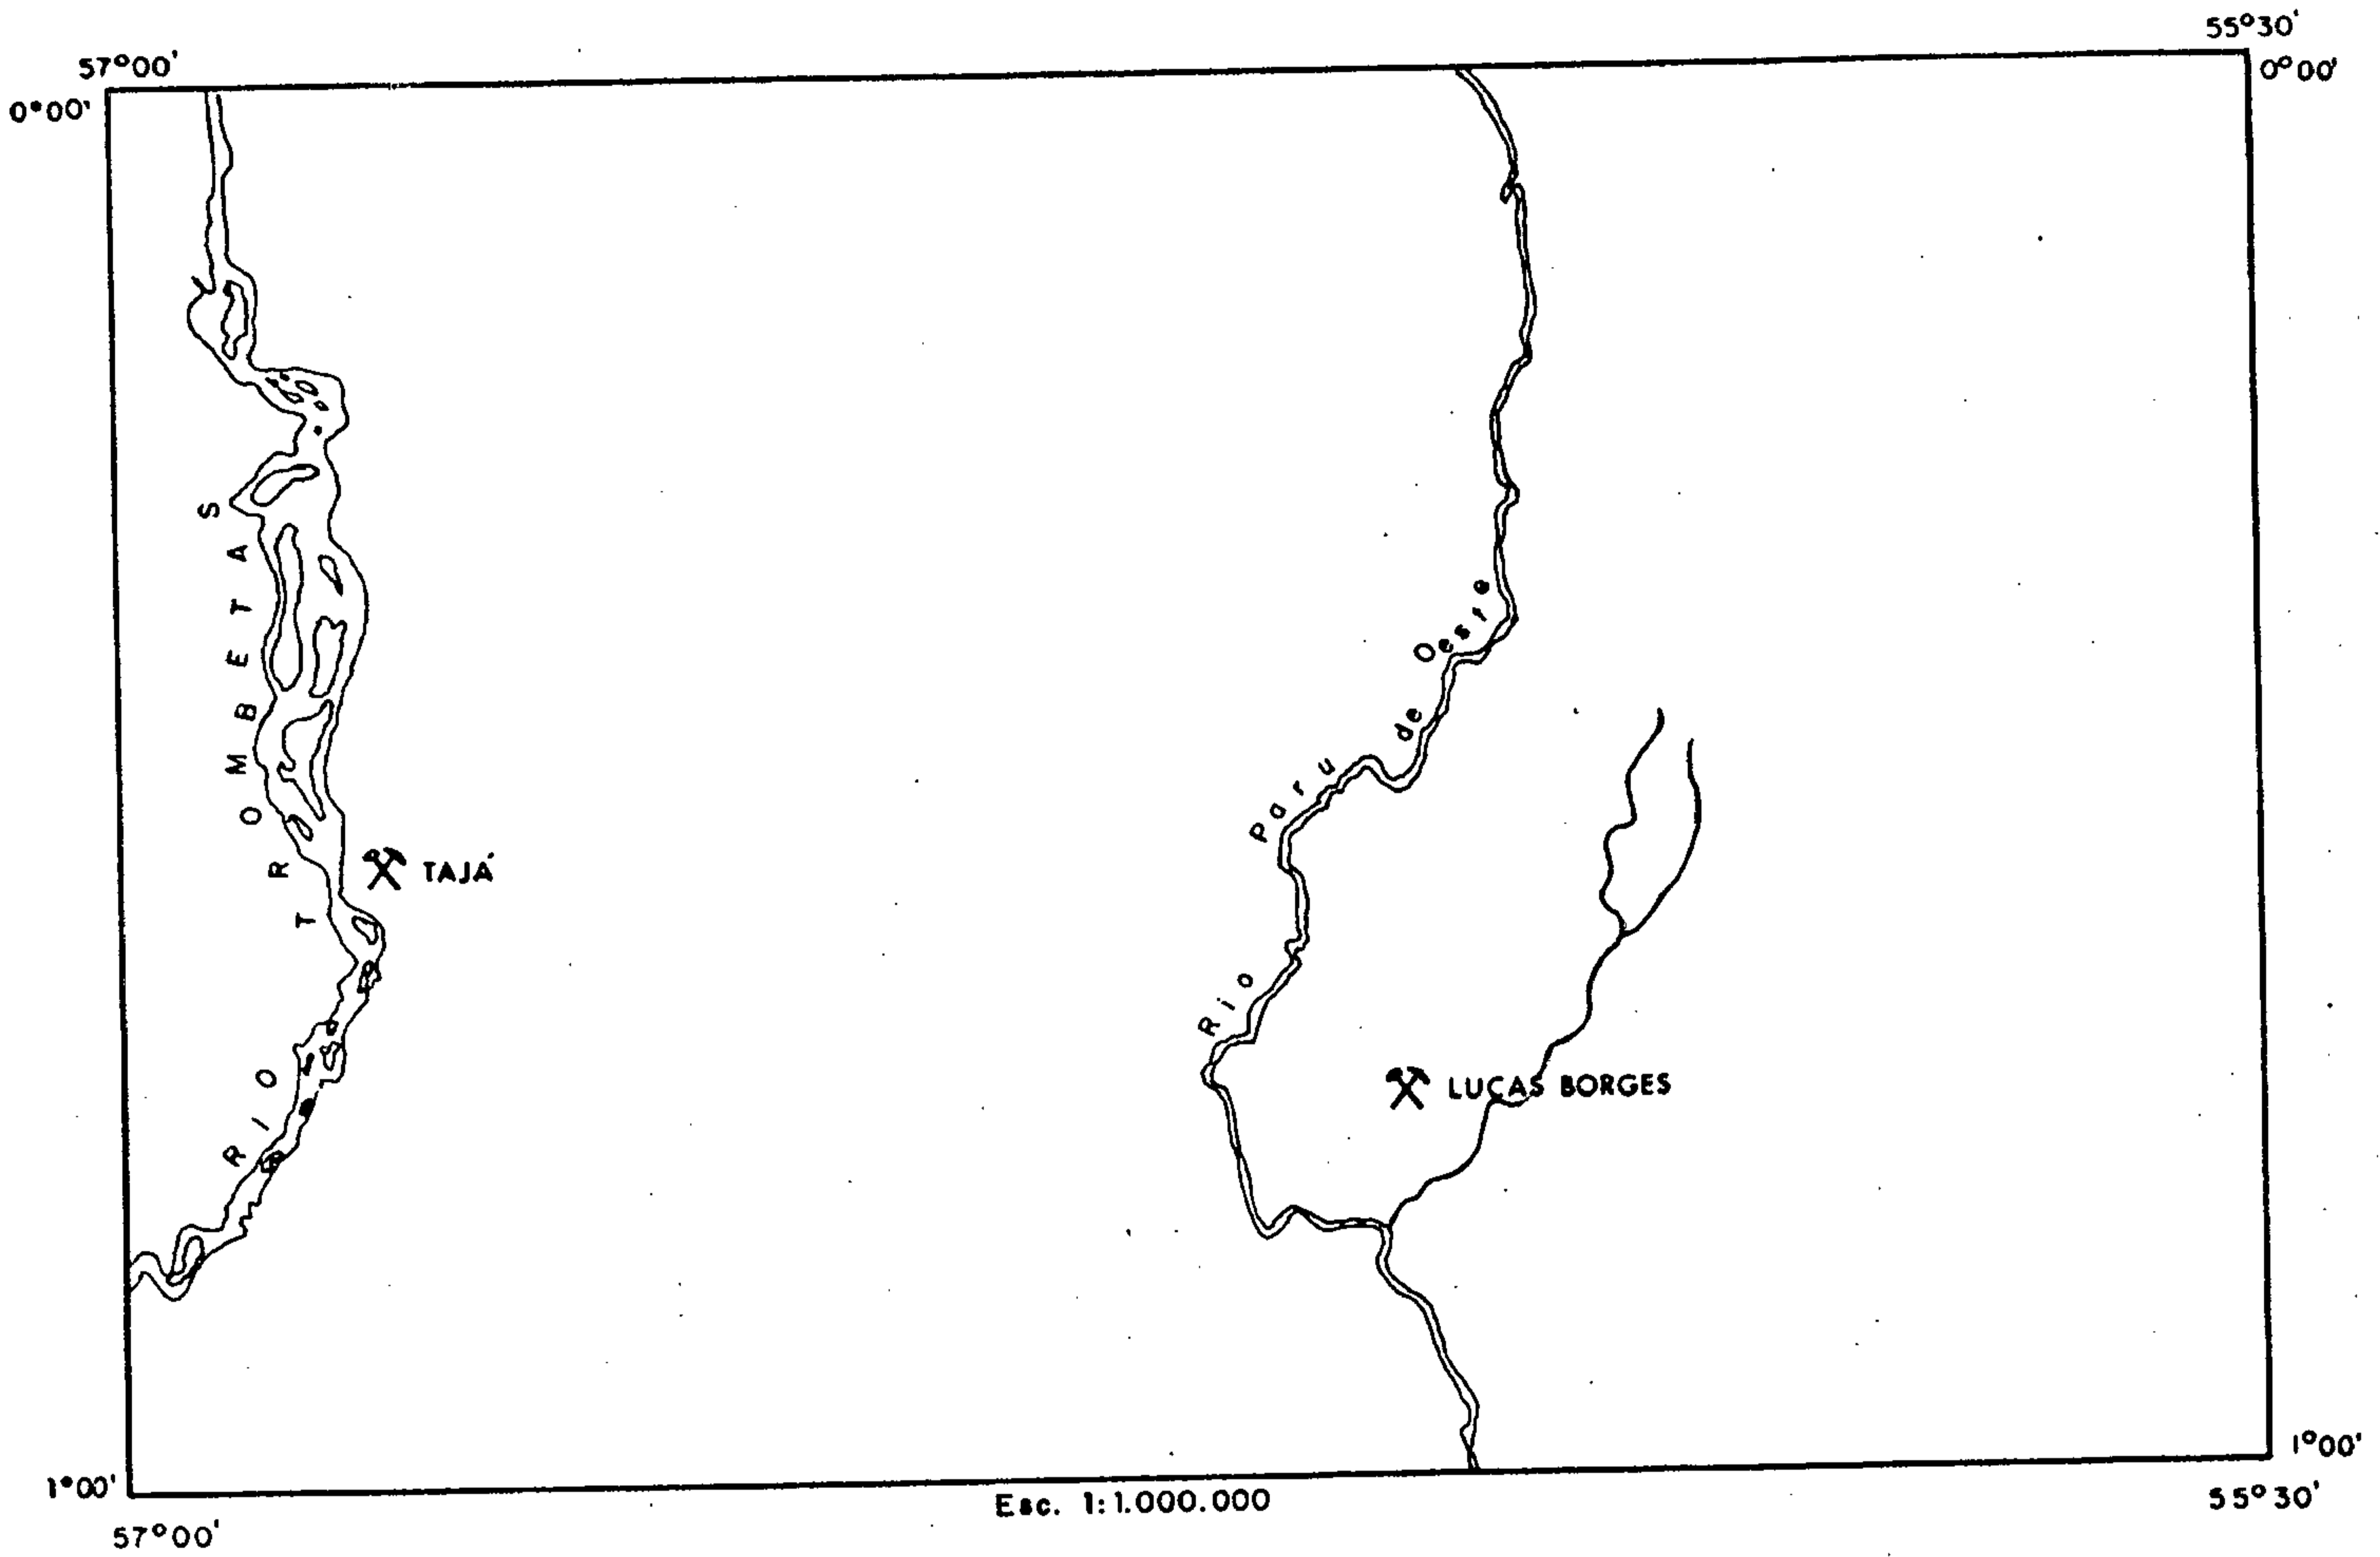 55°30'
57°00'
0°00'
0°00'
RIO TROMBETAS
Rio Paru de Oeste
TAJÁ
LUCAS BORGES
1°00'
1°00'
Esc. 1:1.000.000
55°30'
57°00'